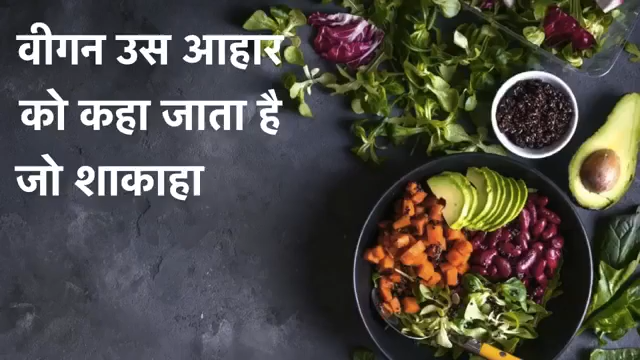 वीगन उस आहार
को कहा जाता है
जो शाकाहा